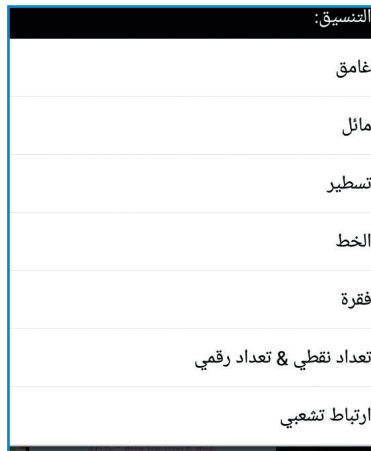 التنسيق:
غامق
مائل
تسطير
الخط
فقرة
تعداد نقطي & تعداد رقمي
ارتباط تشعبي